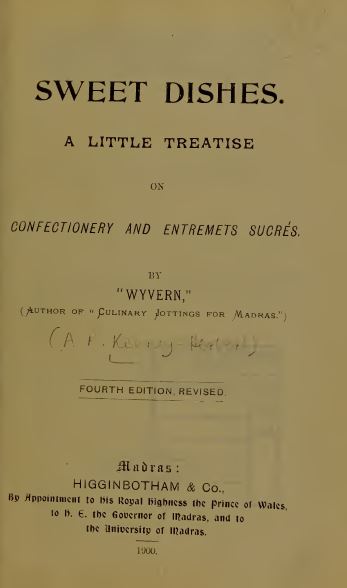 SWEET DISHES.
A LITTLE TREATISE
ON
CONFECTIONERY AND ENTREMETS SUCRÉS.
BY
"WYVERN,"
(AUTHOR OF "CULINARY JOTTINGS FOR MADRAS.")
(A R. Kenney-Herbert)
FOURTH EDITION, REVISED.
Madras:
HIGGINBOTHAM & Co.,
By Appointment to His Royal Highness the Prince of Wales,
to H. E. the Governor of Madras, and to
the University of Madras.
1900.